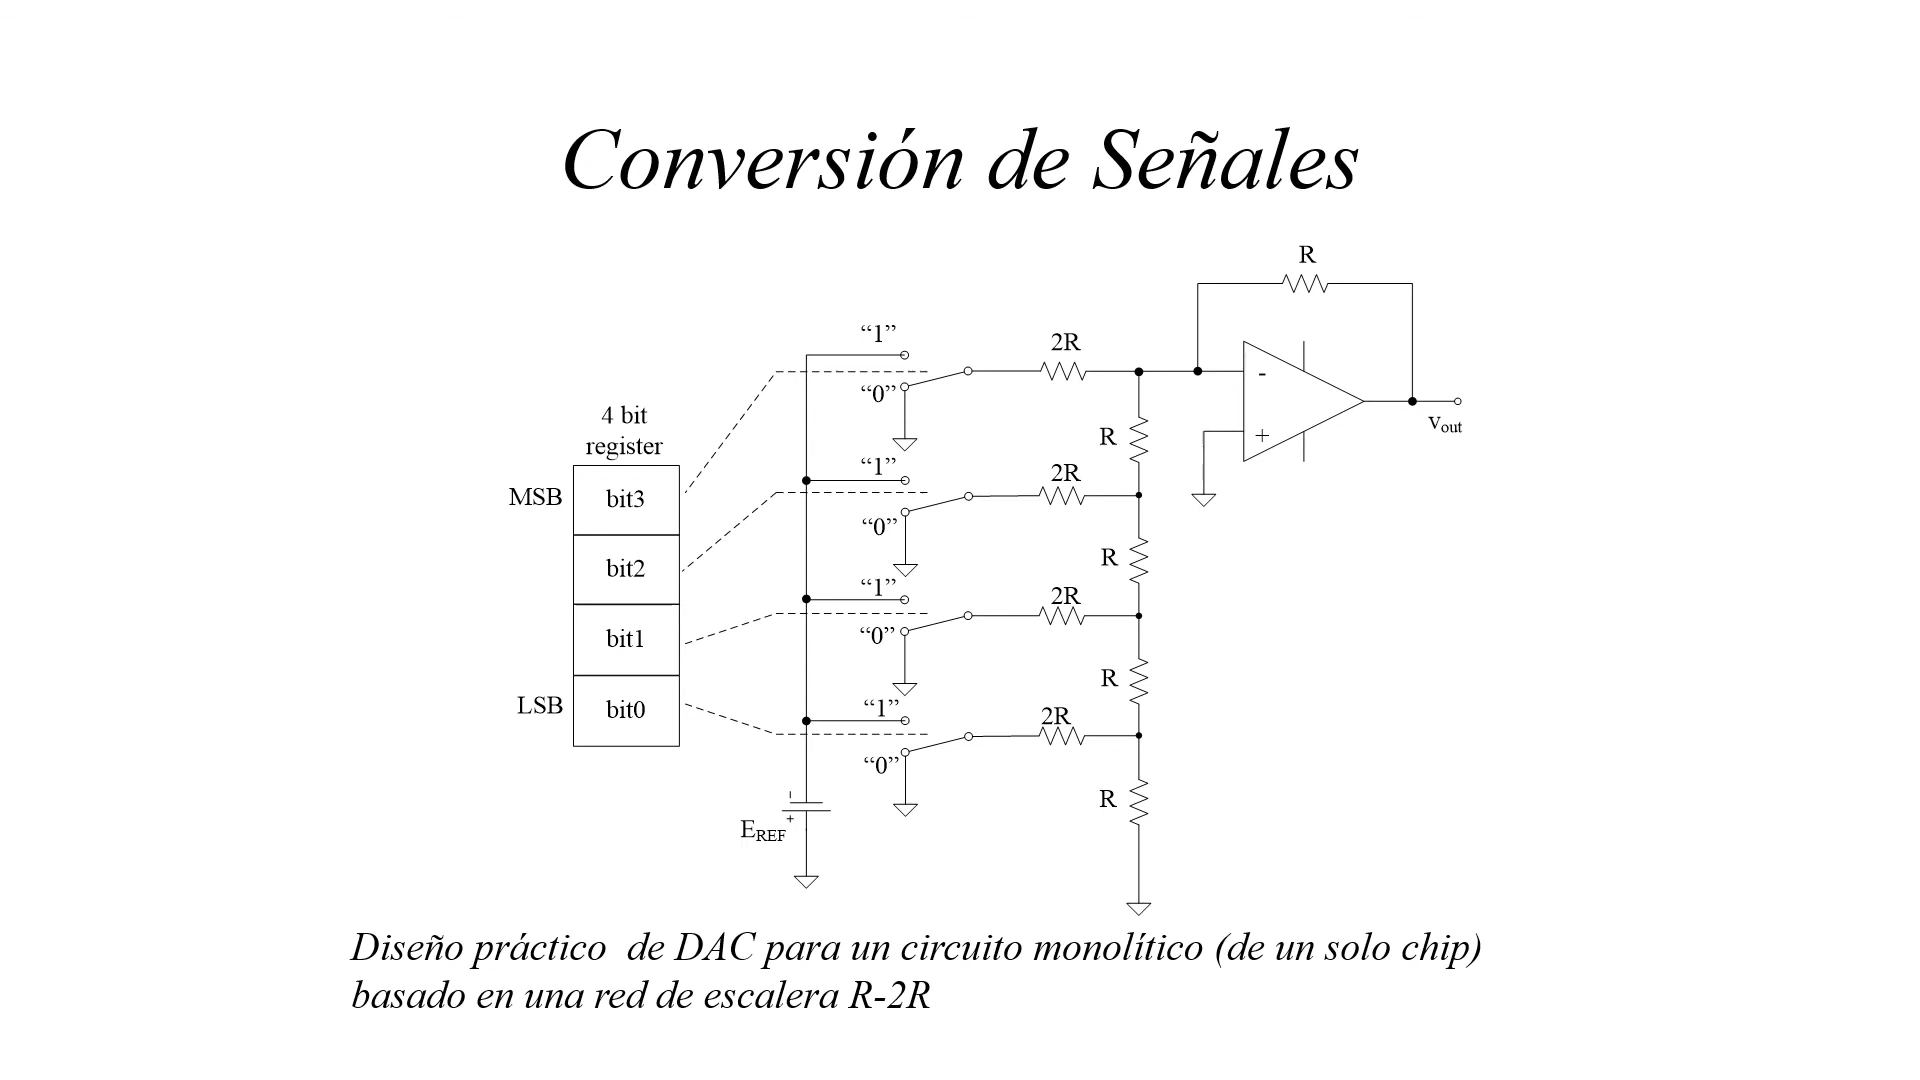 Conversión de Señales
R
“1”
2R
“0”
-
+
Vout
4 bit
register
MSB
bit3
bit2
bit1
LSB
bit0
R
“1”
2R
“0”
R
“1”
2R
“0”
R
“1”
2R
“0”
R
-
+
EREF
Diseño práctico de DAC para un circuito monolítico (de un solo chip)
basado en una red de escalera R-2R